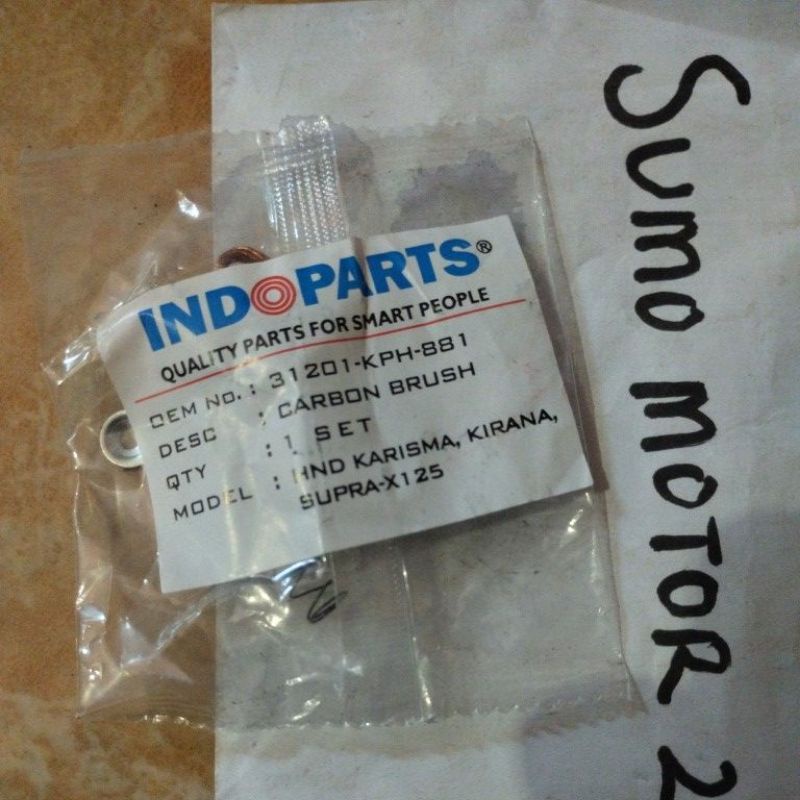 INDOPARTS®
QUALITY PARTS FOR SMART PEOPLE
OEM NO. : 31201-KPH-881
DESC : CARBON BRUSH
QTY : 1 SET
MODEL : HND KARISMA, KIRANA,
SUPRA-X125
SUMO MOTOR 2